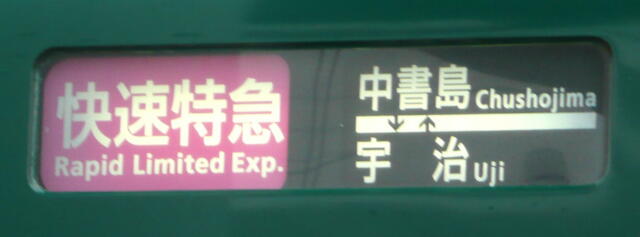 快速特急
Rapid Limited Exp.
中書島 Chushojima
↓ ↑
宇治 Uji